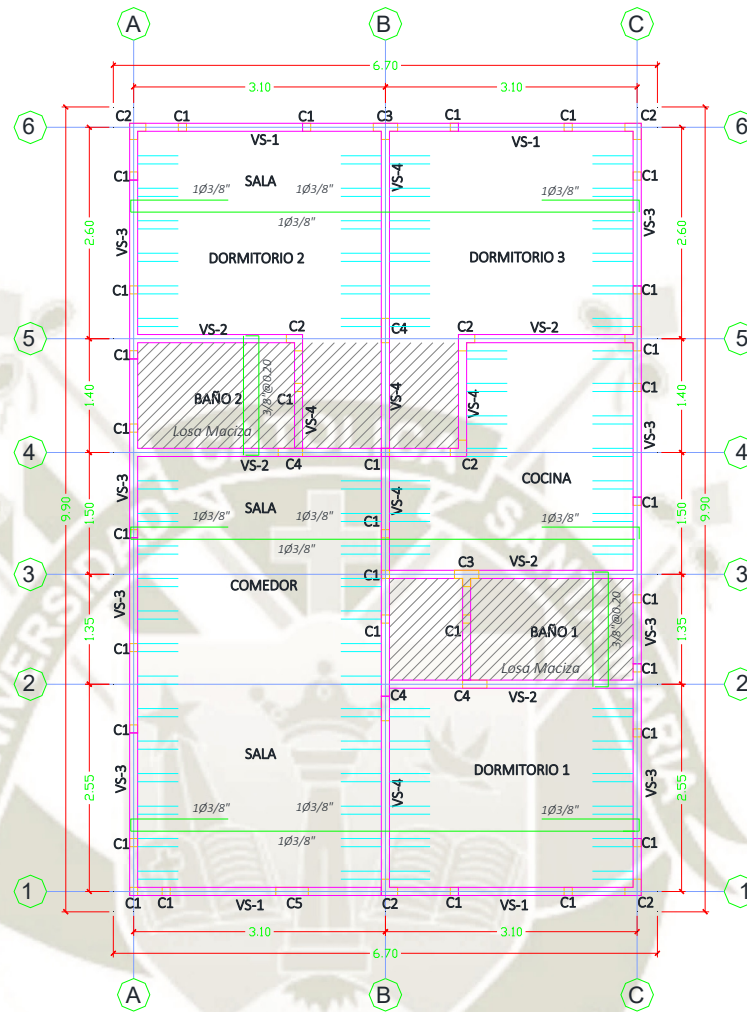 A B C
6.70
3.10 3.10
C2 C1 C1 C3 C1 C1 C2
6 6
VS-1 VS-1
C1 SALA VS-4 C1
1Ø3/8" 1Ø3/8" 1Ø3/8"
1Ø3/8"
VS-3 VS-3
2.60 2.60
DORMITORIO 2 DORMITORIO 3
C1 C1
VS-2 C2 C4 C2 VS-2
5 5
C1 C1
3/8"@0.20
BAÑO 2 C1 VS-4 VS-4 VS-4 C1
1.40 1.40
Losa Maciza
C1 VS-3
4 4
VS-2 C4 C1 C2
VS-3 COCINA
VS-4 C1
SALA
1Ø3/8" 1Ø3/8" 1Ø3/8"
1.50 9.90 1.50 9.90
C1 C1
1Ø3/8"
C3 VS-2
3 C1 3
COMEDOR
VS-3 C1
3/8"@0.20
C1 C1 BAÑO 1 VS-3
1.35 1.35
C1
Losa Maciza C1
2 2
C4 C4 VS-2
C1 C1
SALA DORMITORIO 1
VS-3 VS-4 VS-3
2.55 2.55
1Ø3/8" 1Ø3/8" 1Ø3/8"
1Ø3/8"
C1 C1
1 1
C1 C1 VS-1 C5 C2 C1 VS-1 C1 C2
3.10 3.10
6.70
A B C
UNIVERSIDAD CATÓLICA SANTA MARÍA